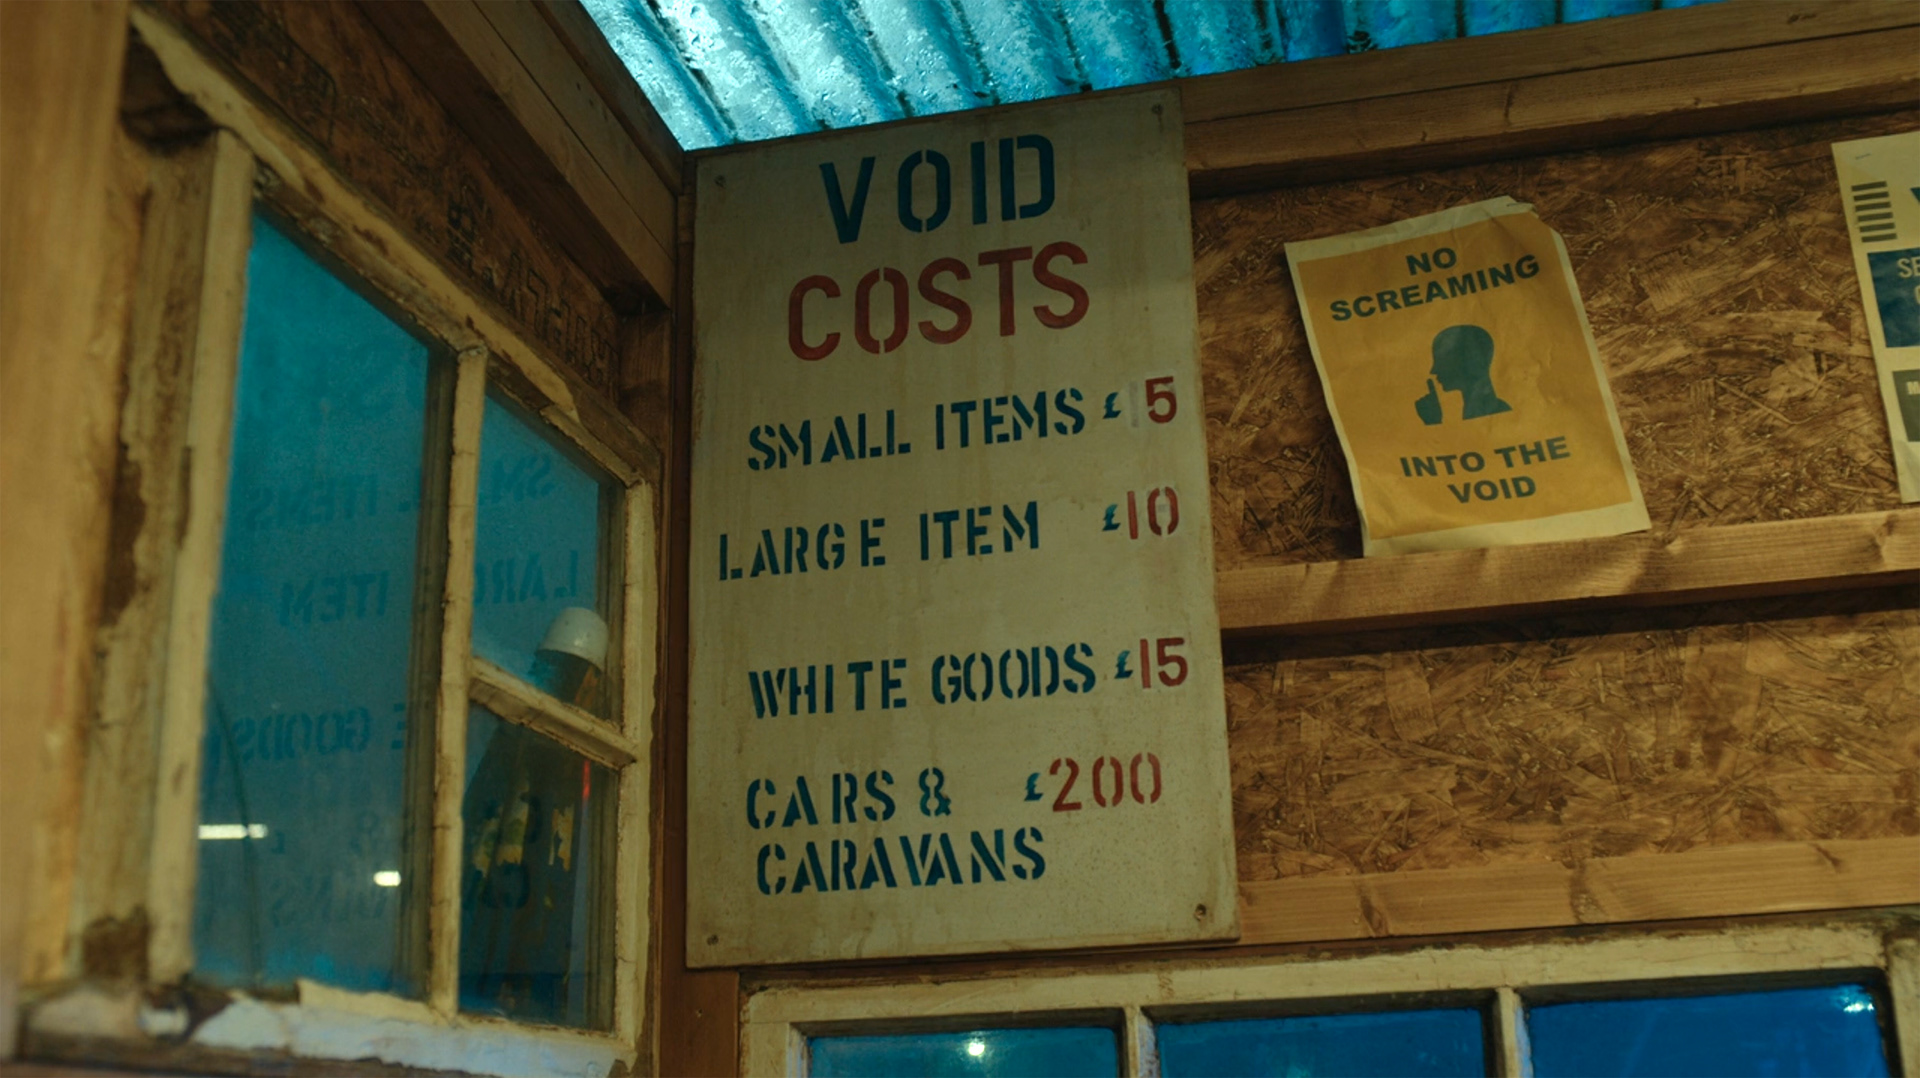 VOID
COSTS
SMALL ITEMS £5
LARGE ITEM £10
WHITE GOODS £15
CARS & £200
CARAVANS
NO
SCREAMING
INTO THE
VOID